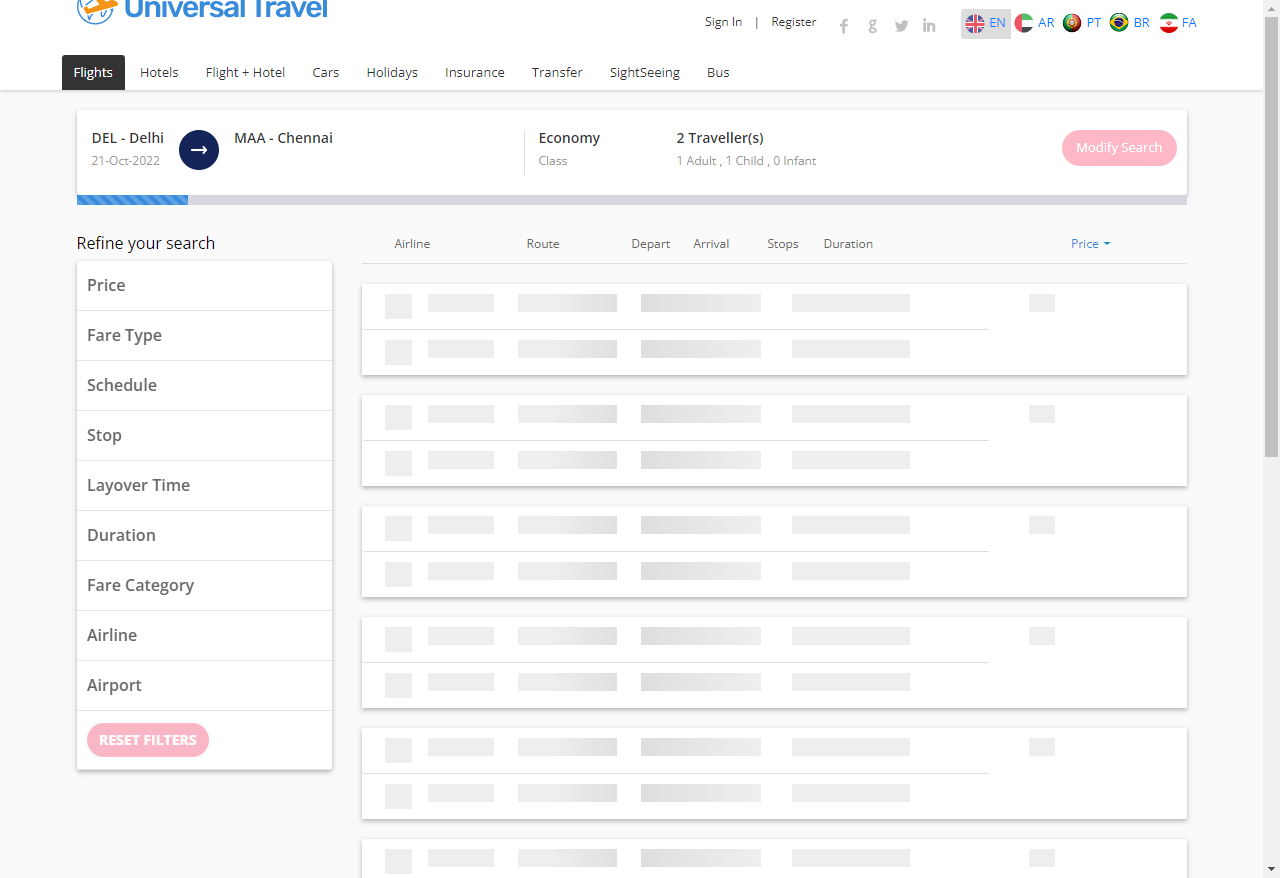 Universal Travel
Sign In | Register
EN AR PT BR FA
Flights Hotels Flight + Hotel Cars Holidays Insurance Transfer SightSeeing Bus
DEL - Delhi → MAA - Chennai Economy 2 Traveller(s)
21-Oct-2022 Class 1 Adult , 1 Child , 0 Infant
Modify Search
Refine your search
Airline Route Depart Arrival Stops Duration Price
Price
Fare Type
Schedule
Stop
Layover Time
Duration
Fare Category
Airline
Airport
RESET FILTERS